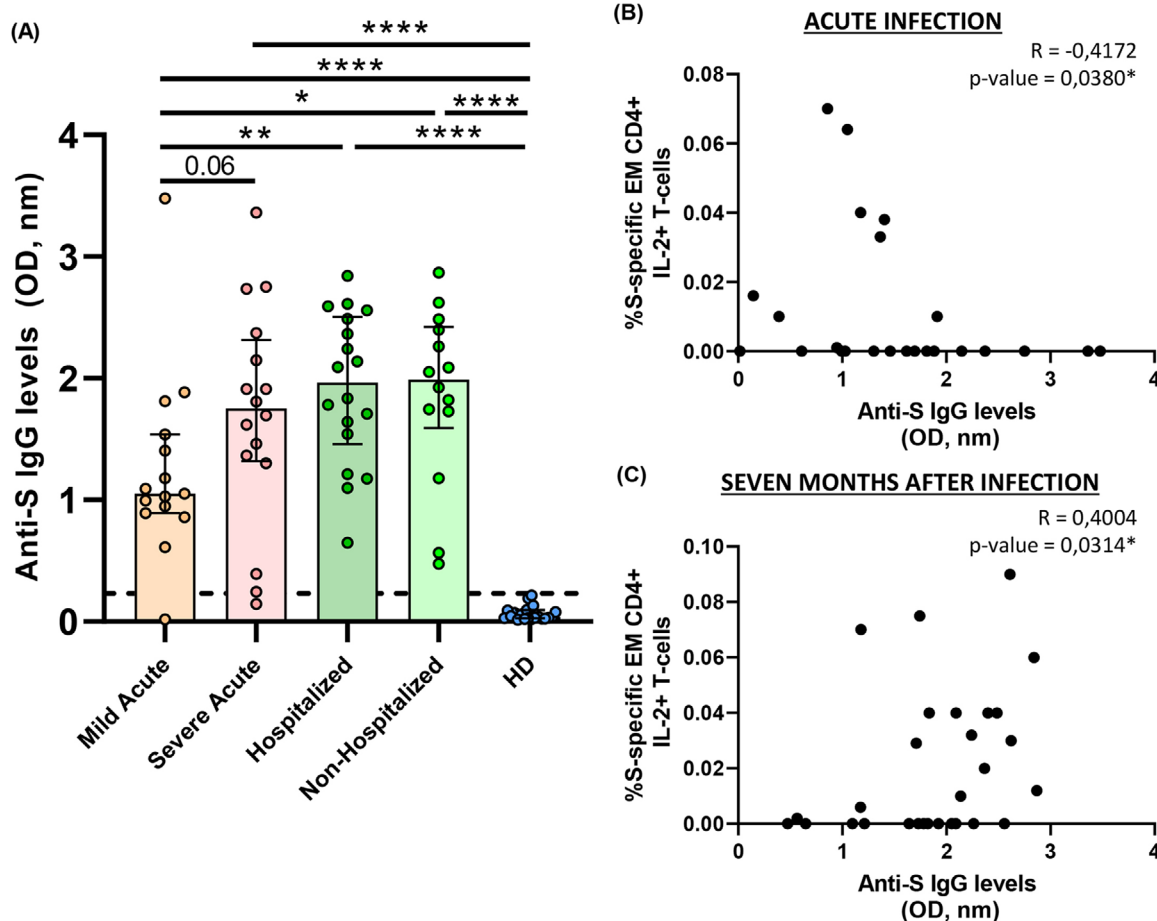 (A)
****
****
*
****
**
****
0.06
Anti-S IgG levels (OD, nm)
4
3
2
1
0
Mild Acute
Severe Acute
Hospitalized
Non-Hospitalized
HD
(B)
ACUTE INFECTION
R = -0,4172
p-value = 0,0380*
%S-specific EM CD4+
IL-2+ T-cells
0.08
0.06
0.04
0.02
0.00
0 1 2 3 4
Anti-S IgG levels
(OD, nm)
(C)
SEVEN MONTHS AFTER INFECTION
R = 0,4004
p-value = 0,0314*
%S-specific EM CD4+
IL-2+ T-cells
0.10
0.08
0.06
0.04
0.02
0.00
0 1 2 3 4
Anti-S IgG levels
(OD, nm)